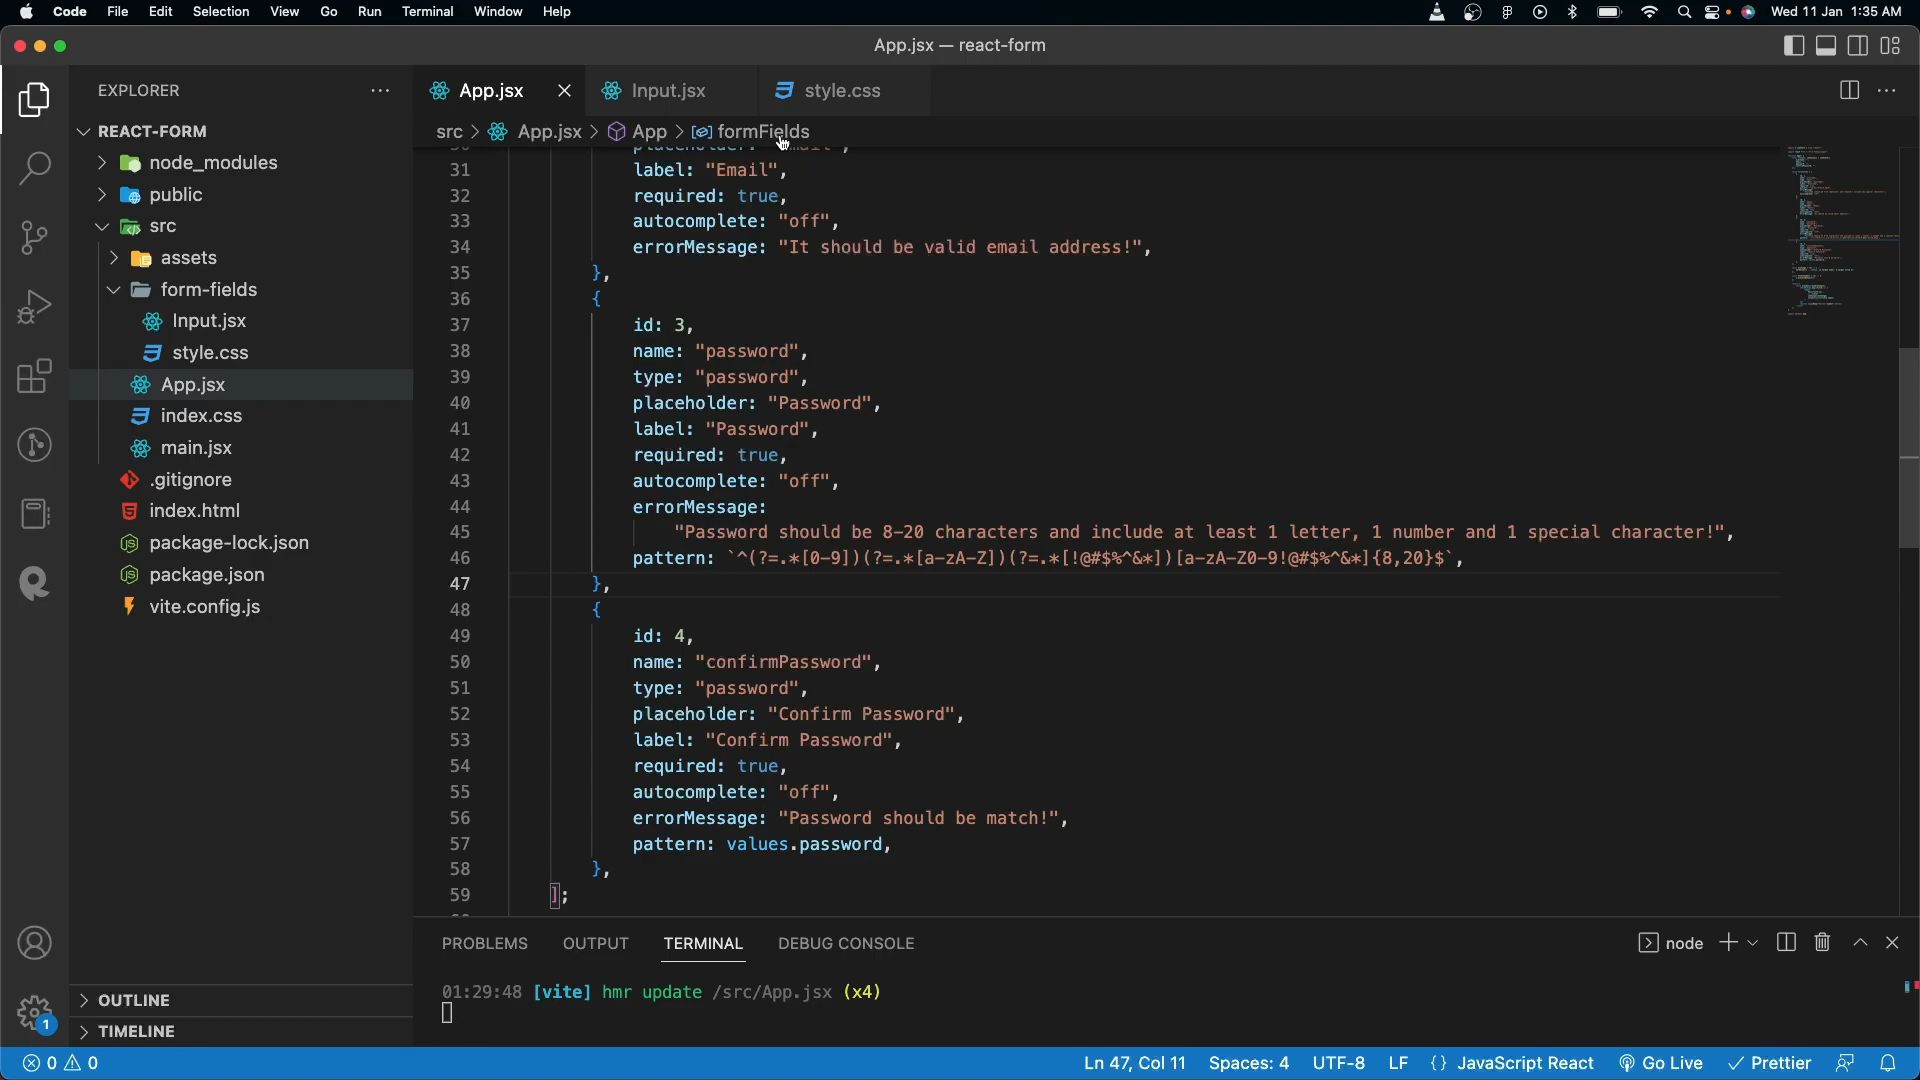 Code File Edit Selection View Go Run Terminal Window Help Wed 11 Jan 1:35 AM
App.jsx — react-form
EXPLORER
App.jsx Input.jsx style.css
src > App.jsx > App > formFields
REACT-FORM
node_modules
public
src
assets
form-fields
Input.jsx
style.css
App.jsx
index.css
main.jsx
.gitignore
index.html
package-lock.json
package.json
vite.config.js
OUTLINE
TIMELINE
31 label: "Email",
32 required: true,
33 autocomplete: "off",
34 errorMessage: "It should be valid email address!",
35 },
36 {
37 id: 3,
38 name: "password",
39 type: "password",
40 placeholder: "Password",
41 label: "Password",
42 required: true,
43 autocomplete: "off",
44 errorMessage:
45 "Password should be 8-20 characters and include at least 1 letter, 1 number and 1 special character!",
46 pattern: `^(?=.*[0-9])(?=.*[a-zA-Z])(?=.*[!@#$%^&*])[a-zA-Z0-9!@#$%^&*]{8,20}$`,
47 },
48 {
49 id: 4,
50 name: "confirmPassword",
51 type: "password",
52 placeholder: "Confirm Password",
53 label: "Confirm Password",
54 required: true,
55 autocomplete: "off",
56 errorMessage: "Password should be match!",
57 pattern: values.password,
58 },
59 ];
PROBLEMS OUTPUT TERMINAL DEBUG CONSOLE node
01:29:48 [vite] hmr update /src/App.jsx (x4)
1
0 0 Ln 47, Col 11 Spaces: 4 UTF-8 LF {} JavaScript React Go Live Prettier